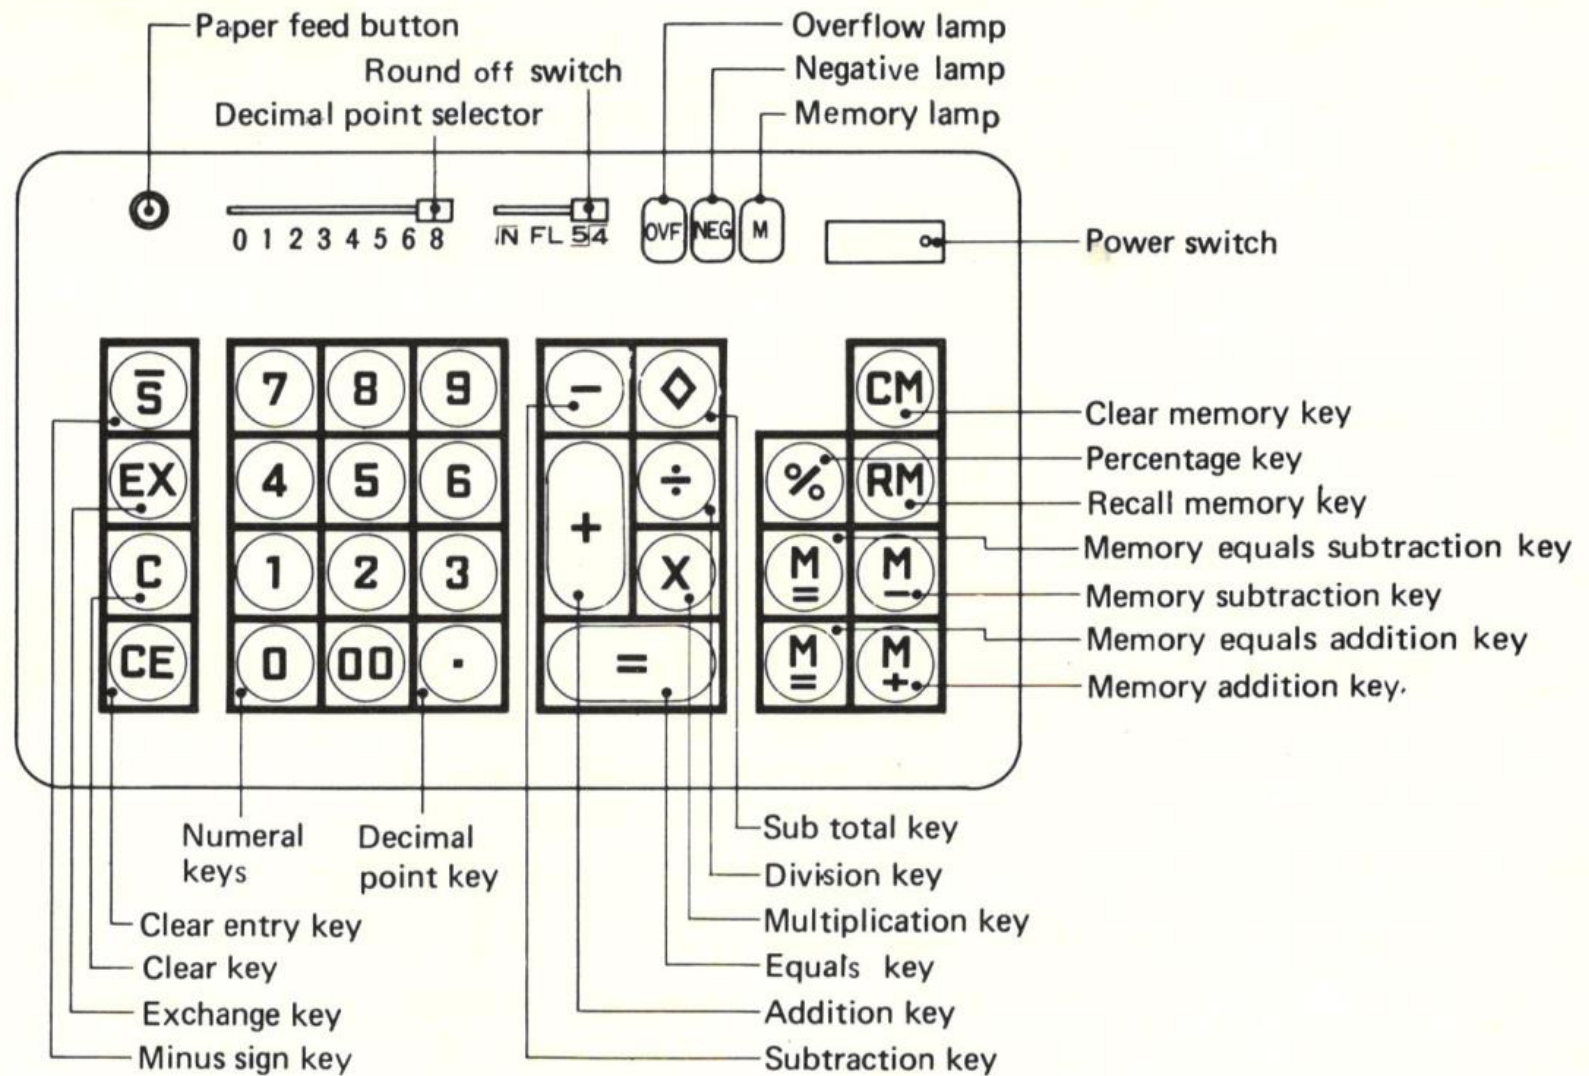 Paper feed button
Overflow lamp
Round off switch
Negative lamp
Decimal point selector
Memory lamp
0 1 2 3 4 5 6 8
IN FL 5/4
OVF NEG M
Power switch
S̅ 7 8 9 − ◇ CM
Clear memory key
EX 4 5 6 + ÷ % RM
Percentage key
Recall memory key
C 1 2 3 X M= M−
Memory equals subtraction key
Memory subtraction key
CE 0 00 · = M= M+
Memory equals addition key
Memory addition key.
Numeral
keys
Decimal
point key
Sub total key
Division key
Clear entry key
Multiplication key
Clear key
Equals key
Exchange key
Addition key
Minus sign key
Subtraction key